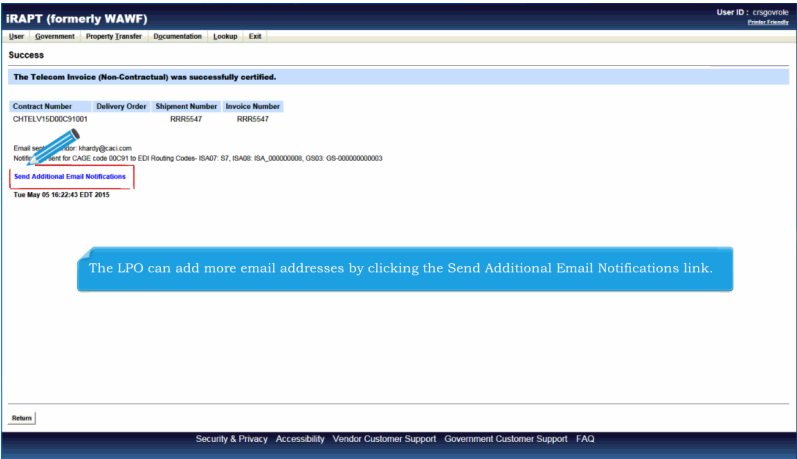 User ID : crsgovrole
iRAPT (formerly WAWF)
Printer Friendly
User Government Property Transfer Documentation Lookup Exit
Success
The Telecom Invoice (Non-Contractual) was successfully certified.
Contract Number Delivery Order Shipment Number Invoice Number
CHTELV15D00C91001 RRR5547 RRR5547
Email sent khardy@caci.com
sent for CAGE code 00C91 to EDI Routing Codes- ISA07: S7, ISA08: ISA_000000008, GS03: GS-000000000003
Send Additional Email Notifications
Tue May 05 16:22:43 EDT 2015
The LPO can add more email addresses by clicking the Send Additional Email Notifications link.
Return
Security & Privacy Accessibility Vendor Customer Support Government Customer Support FAQ